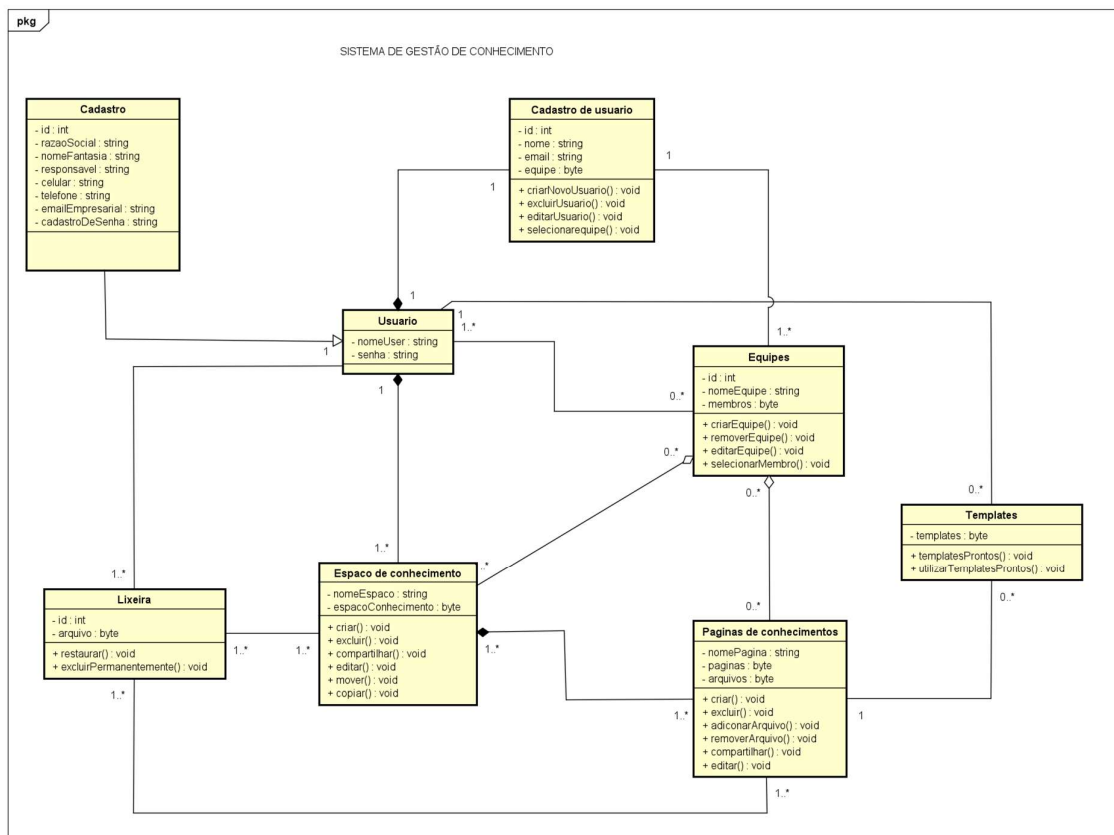 pkg
SISTEMA DE GESTÃO DE CONHECIMENTO
Cadastro
- id : int
- razaoSocial : string
- nomeFantasia : string
- responsavel : string
- celular : string
- telefone : string
- emailEmpresarial : string
- cadastroDeSenha : string
Cadastro de usuario
- id : int
- nome : string
- email : string
- equipe : byte
+ criarNovoUsuario() : void
+ excluirUsuario() : void
+ editarUsuario() : void
+ selecionarequipe() : void
1
1
1
1
1..*
1
1
Usuario
- nomeUser : string
- senha : string
1..*
Equipes
- id : int
- nomeEquipe : string
- membros : byte
+ criarEquipe() : void
+ removerEquipe() : void
+ editarEquipe() : void
+ selecionarMembro() : void
0..*
0..*
0..*
0..*
Templates
- templates : byte
+ templatesProntos() : void
+ utilizarTemplatesProntos() : void
0..*
1..*
1..*
Espaco de conhecimento
- nomeEspaco : string
- espacoConhecimento : byte
+ criar() : void
+ excluir() : void
+ compartilhar() : void
+ editar() : void
+ mover() : void
+ copiar() : void
Lixeira
- id : int
- arquivo : byte
+ restaurar() : void
+ excluirPermanentemente() : void
1..*
1..*
1..*
1..*
0..*
Paginas de conhecimentos
- nomePagina : string
- paginas : byte
- arquivos : byte
+ criar() : void
+ excluir() : void
+ adiconarArquivo() : void
+ removerArquivo() : void
+ compartilhar() : void
+ editar() : void
1..*
1
1..*